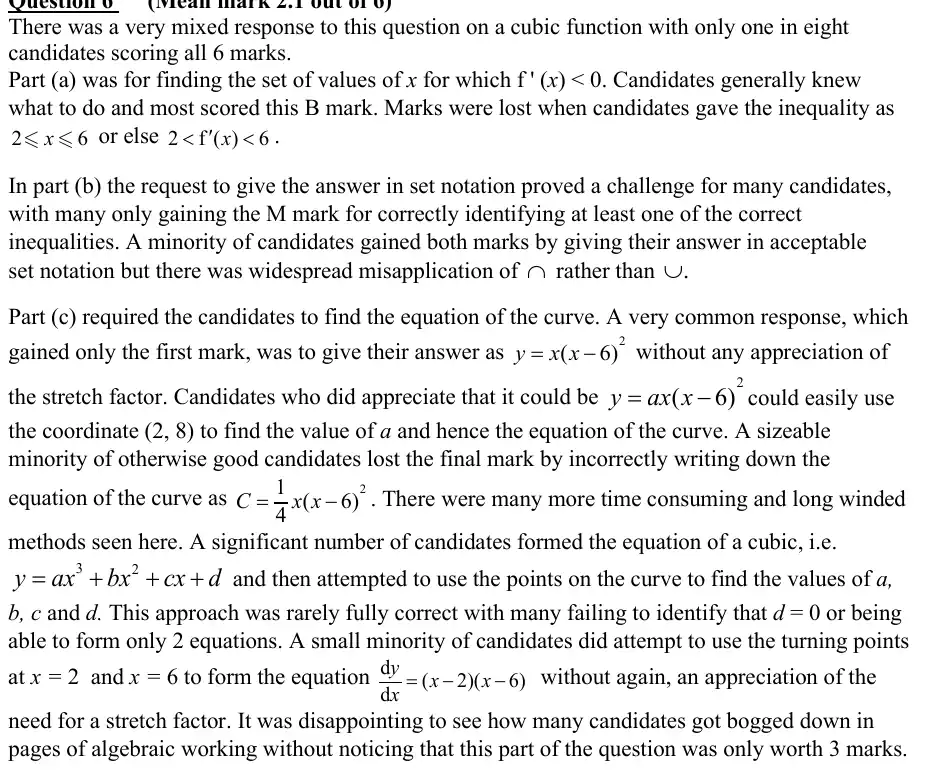 Question 6 (Mean mark 2.1 out of 6)
There was a very mixed response to this question on a cubic function with only one in eight
candidates scoring all 6 marks.
Part (a) was for finding the set of values of x for which f ' (x) < 0. Candidates generally knew
what to do and most scored this B mark. Marks were lost when candidates gave the inequality as
2 ⩽ x ⩽ 6 or else 2 < f′(x) < 6 .
In part (b) the request to give the answer in set notation proved a challenge for many candidates,
with many only gaining the M mark for correctly identifying at least one of the correct
inequalities. A minority of candidates gained both marks by giving their answer in acceptable
set notation but there was widespread misapplication of ∩ rather than ∪.
Part (c) required the candidates to find the equation of the curve. A very common response, which
gained only the first mark, was to give their answer as y = x(x − 6)² without any appreciation of
the stretch factor. Candidates who did appreciate that it could be y = ax(x − 6)² could easily use
the coordinate (2, 8) to find the value of a and hence the equation of the curve. A sizeable
minority of otherwise good candidates lost the final mark by incorrectly writing down the
equation of the curve as C = 1/4 x(x − 6)² . There were many more time consuming and long winded
methods seen here. A significant number of candidates formed the equation of a cubic, i.e.
y = ax³ + bx² + cx + d and then attempted to use the points on the curve to find the values of a,
b, c and d. This approach was rarely fully correct with many failing to identify that d = 0 or being
able to form only 2 equations. A small minority of candidates did attempt to use the turning points
at x = 2 and x = 6 to form the equation dy/dx = (x − 2)(x − 6) without again, an appreciation of the
need for a stretch factor. It was disappointing to see how many candidates got bogged down in
pages of algebraic working without noticing that this part of the question was only worth 3 marks.